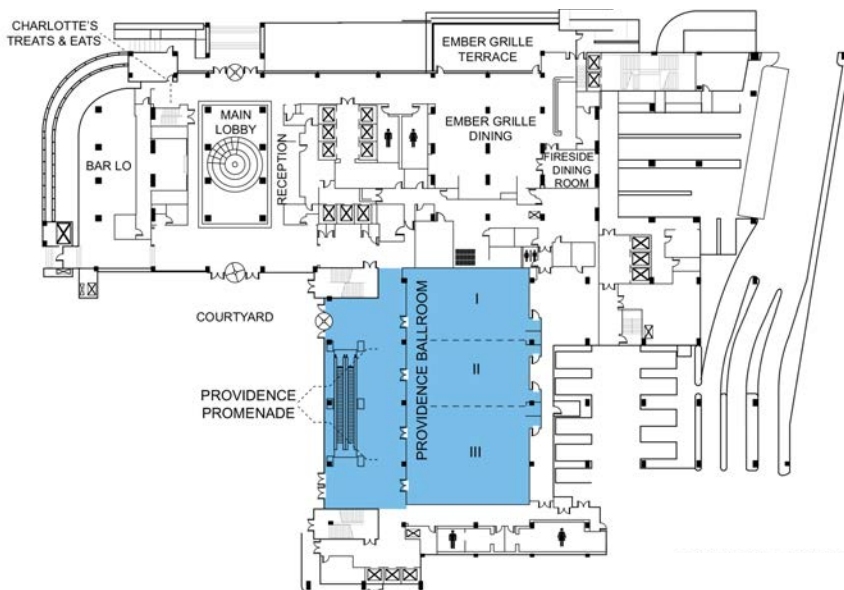 CHARLOTTE'S
TREATS & EATS
EMBER GRILLE
TERRACE
MAIN
LOBBY
EMBER GRILLE
DINING
BAR LO
RECEPTION
FIRESIDE
DINING
ROOM
COURTYARD
PROVIDENCE
PROMENADE
PROVIDENCE BALLROOM
I
II
III